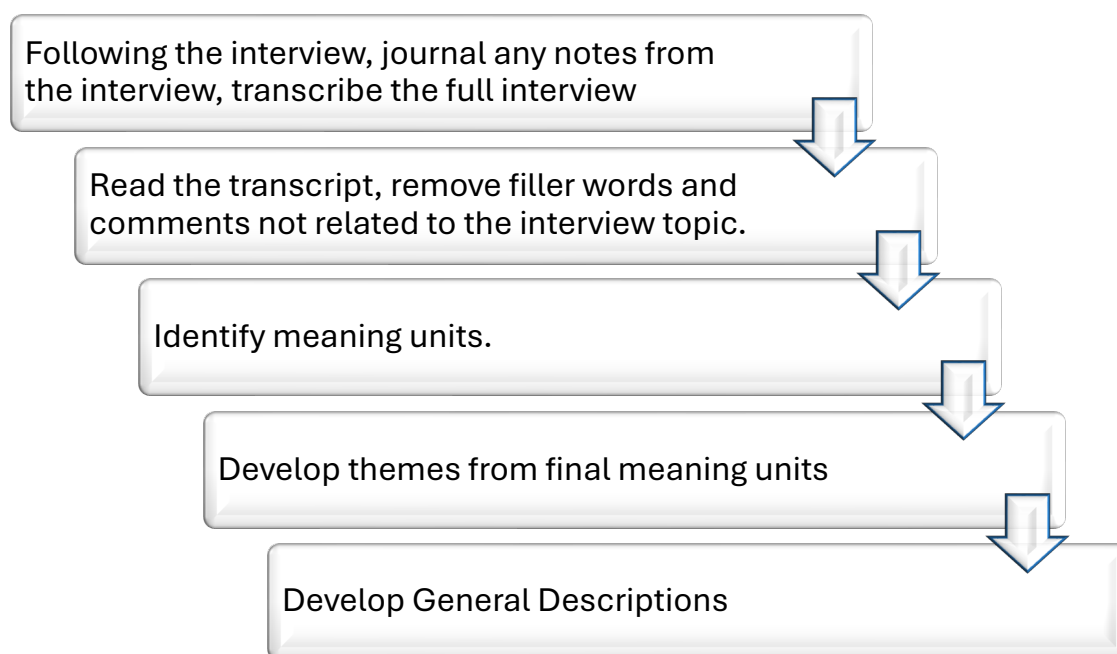 Following the interview, journal any notes from
the interview, transcribe the full interview
Read the transcript, remove filler words and
comments not related to the interview topic.
Identify meaning units.
Develop themes from final meaning units
Develop General Descriptions